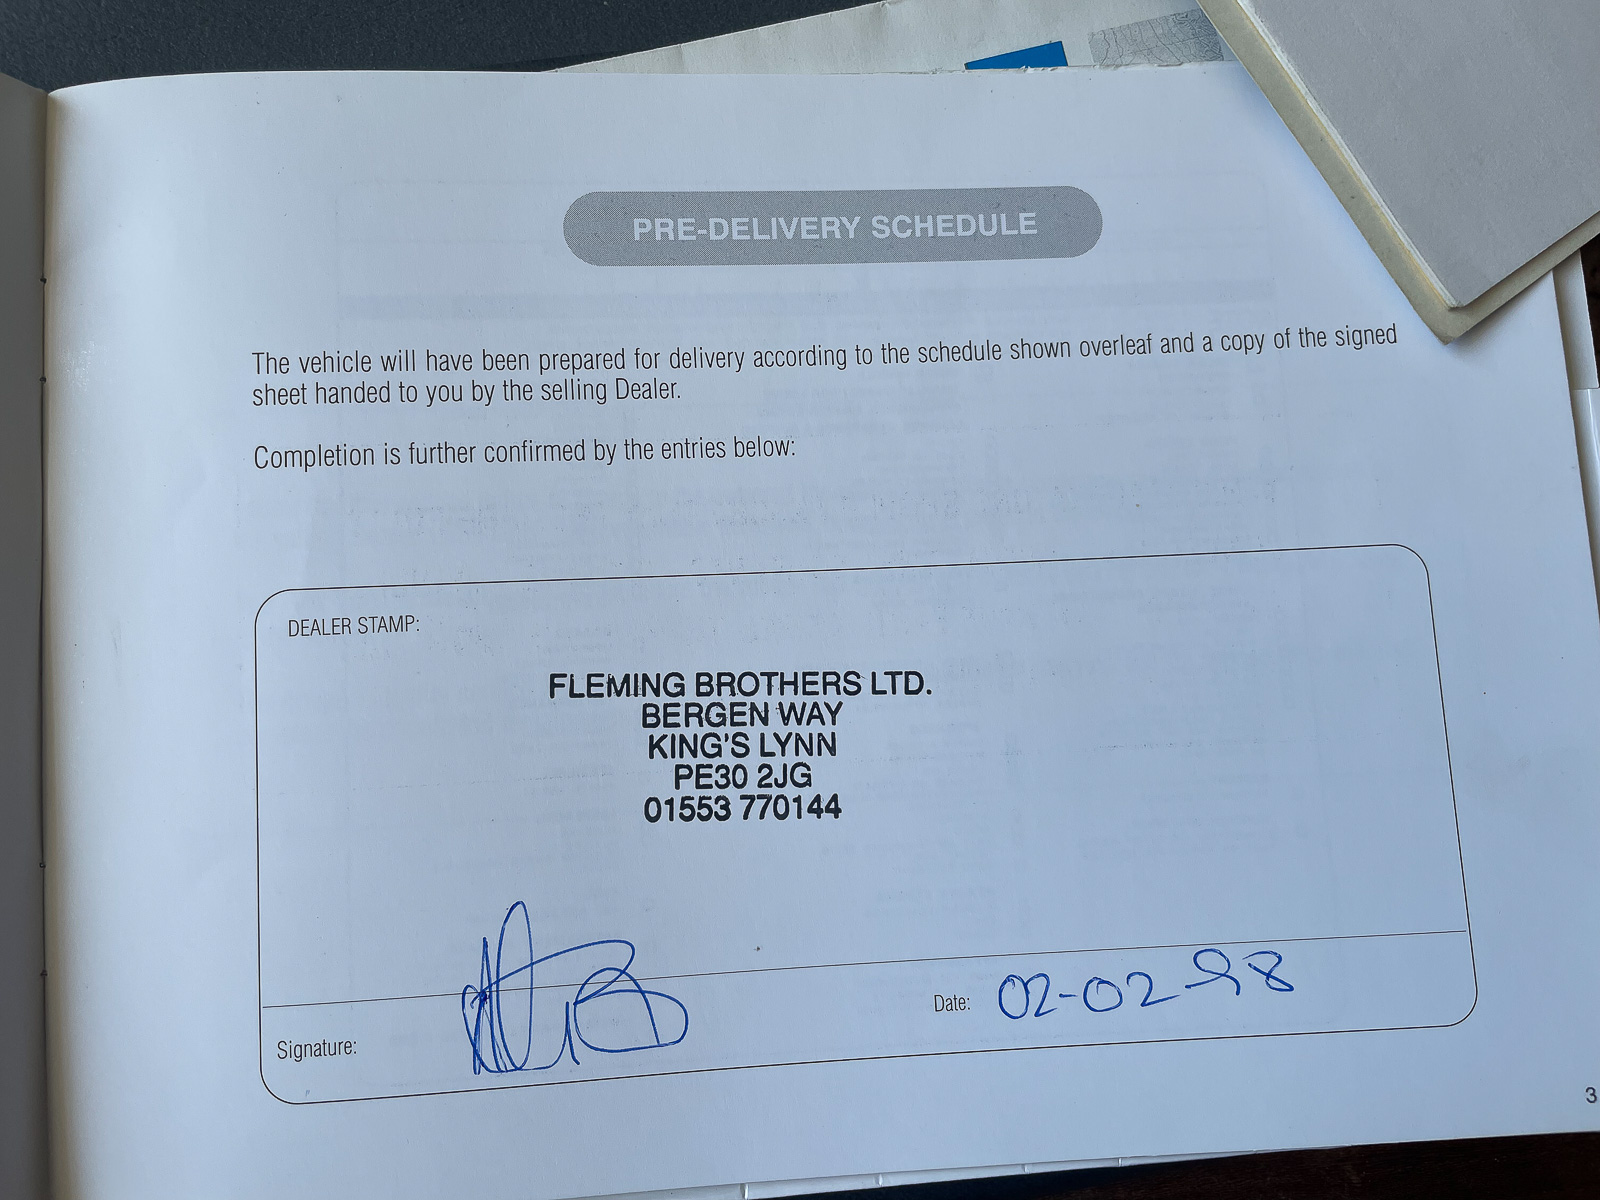 PRE-DELIVERY SCHEDULE
The vehicle will have been prepared for delivery according to the schedule shown overleaf and a copy of the signed
sheet handed to you by the selling Dealer.
Completion is further confirmed by the entries below:
DEALER STAMP:
FLEMING BROTHERS LTD.
BERGEN WAY
KING'S LYNN
PE30 2JG
01553 770144
Signature:
Date: 02-02-98
3